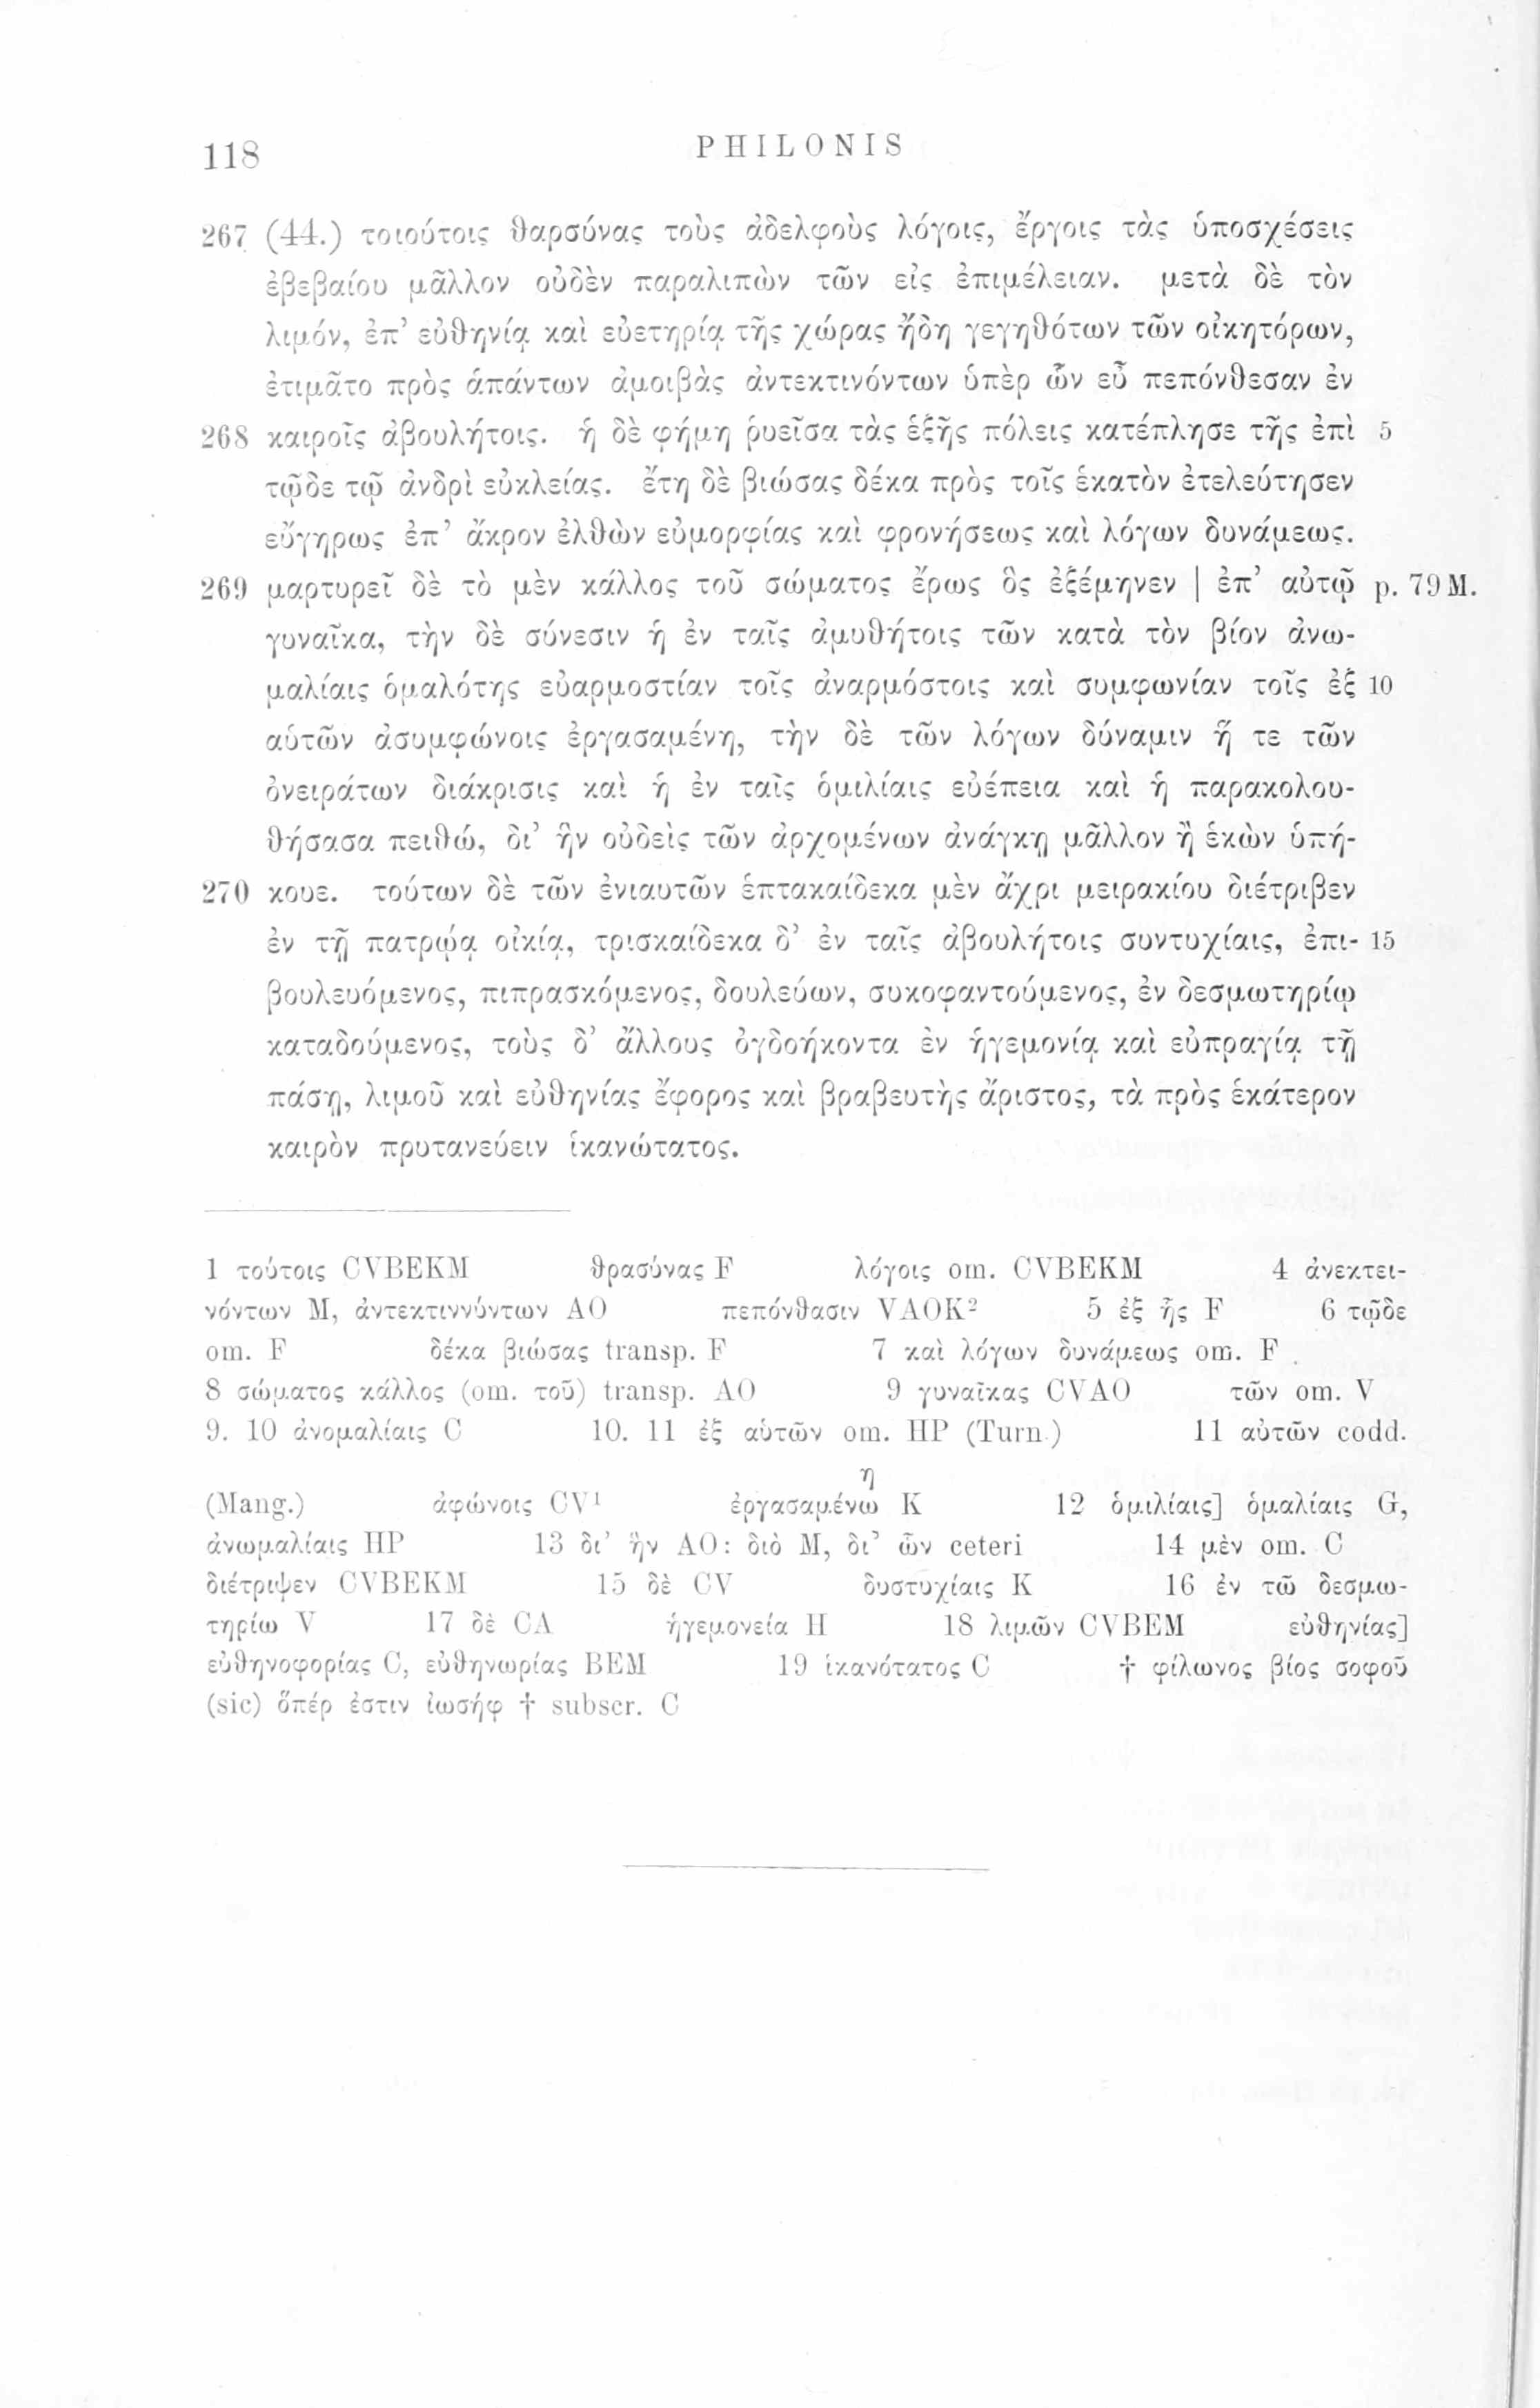 118 PHILONIS
267 (44.) τοιούτοις θαρσύνας τοὺς ἀδελφοὺς λόγοις, ἔργοις τὰς ὑποσχέσεις
ἐβεβαίου μᾶλλον οὐδὲν παραλιπὼν τῶν εἰς ἐπιμέλειαν. μετὰ δὲ τὸν
λιμόν, ἐπ’ εὐθηνίᾳ καὶ εὐετηρίᾳ τῆς χώρας ἤδη γεγηθότων τῶν οἰκητόρων,
ἐτιμᾶτο πρὸς ἁπάντων ἀμοιβὰς ἀντεκτινόντων ὑπὲρ ὧν εὖ πεπόνθεσαν ἐν
268 καιροῖς ἀβουλήτοις. ἡ δὲ φήμη ῥυεῖσα τὰς ἑξῆς πόλεις κατέπλησε τῆς ἐπὶ 5
τῷδε τῷ ἀνδρὶ εὐκλείας. ἔτη δὲ βιώσας δέκα πρὸς τοῖς ἑκατὸν ἐτελεύτησεν
εὔγηρως ἐπ’ ἄκρον ἐλθὼν εὐμορφίας καὶ φρονήσεως καὶ λόγων δυνάμεως.
269 μαρτυρεῖ δὲ τὸ μὲν κάλλος τοῦ σώματος ἔρως ὃς ἐξέμηνεν | ἐπ’ αὐτῷ p. 79 M.
γυναῖκα, τὴν δὲ σύνεσιν ἡ ἐν ταῖς ἀμυθήτοις τῶν κατὰ τὸν βίον ἀνω-
μαλίαις ὁμαλότης εὐαρμοστίαν τοῖς ἀναρμόστοις καὶ συμφωνίαν τοῖς ἐξ 10
αὑτῶν ἀσυμφώνοις ἐργασαμένη, τὴν δὲ τῶν λόγων δύναμιν ἥ τε τῶν
ὀνειράτων διάκρισις καὶ ἡ ἐν ταῖς ὁμιλίαις εὐέπεια καὶ ἡ παρακολου-
θήσασα πειθώ, δι’ ἣν οὐδεὶς τῶν ἀρχομένων ἀνάγκῃ μᾶλλον ἢ ἑκὼν ὑπή-
270 κουε. τούτων δὲ τῶν ἐνιαυτῶν ἑπτακαίδεκα μὲν ἄχρι μειρακίου διέτριβεν
ἐν τῇ πατρῴᾳ οἰκίᾳ, τρισκαίδεκα δ’ ἐν ταῖς ἀβουλήτοις συντυχίαις, ἐπι- 15
βουλευόμενος, πιπρασκόμενος, δουλεύων, συκοφαντούμενος, ἐν δεσμωτηρίῳ
καταδούμενος, τοὺς δ’ ἄλλους ὀγδοήκοντα ἐν ἡγεμονίᾳ καὶ εὐπραγίᾳ τῇ
πάσῃ, λιμοῦ καὶ εὐθηνίας ἔφορος καὶ βραβευτὴς ἄριστος, τὰ πρὸς ἑκάτερον
καιρὸν πρυτανεύειν ἱκανώτατος.
1 τούτοις CVBEKM θρασύνας F λόγοις om. CVBEKM 4 ἀνεκτει-
νόντων M, ἀντεκτιννύντων AO πεπόνθασιν VAOK² 5 ἐξ ἧς F 6 τῷδε
om. F δέκα βιώσας transp. F 7 καὶ λόγων δυνάμεως om. F
8 σώματος κάλλος (om. τοῦ) transp. AO 9 γυναῖκας CVAO τῶν om. V
9. 10 ἀνομαλίαις C 10. 11 ἐξ αὑτῶν om. HP (Turn.) 11 αὐτῶν codd.
(Mang.) ἀφώνοις CV¹ ἐργασαμένω η K 12 ὁμιλίαις] ὁμαλίαις G,
ἀνωμαλίαις HP 13 δι’ ἣν AO: διὸ M, δι’ ὧν ceteri 14 μὲν om. C
διέτριψεν CVBEKM 15 δὲ CV δυστυχίαις K 16 ἐν τῶ δεσμω-
τηρίω V 17 δὲ CA ἡγεμονεία H 18 λιμῶν CVBEM εὐθηνίας]
εὐθηνοφορίας C, εὐθηνωρίας BEM 19 ἱκανότατος C † φίλωνος βίος σοφοῦ
(sic) ὅπέρ ἐστιν ἰωσήφ † subscr. C